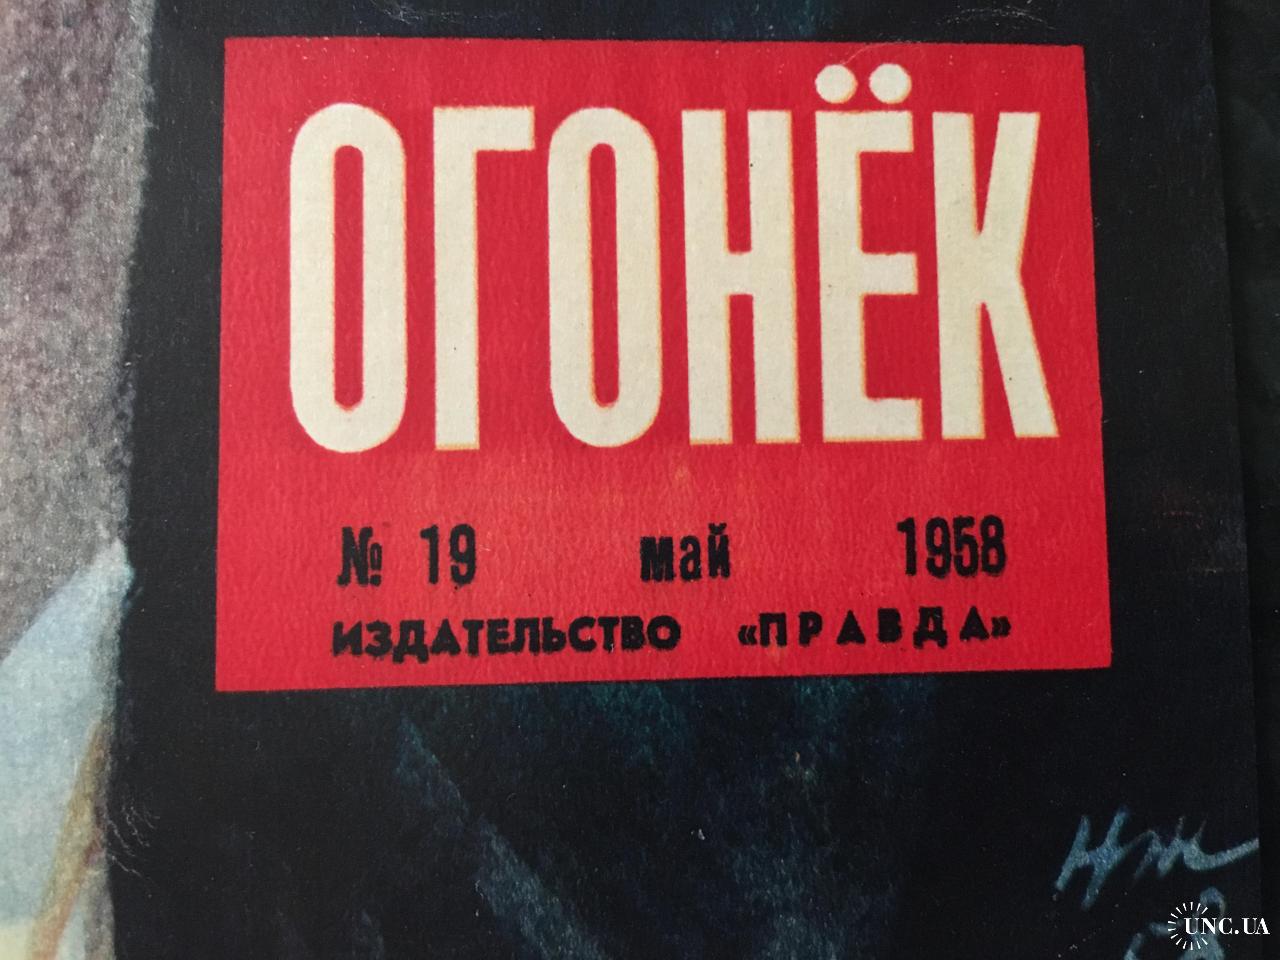 ОГОНЁК
№ 19 май 1958
ИЗДАТЕЛЬСТВО «ПРАВДА»
UNC.UA